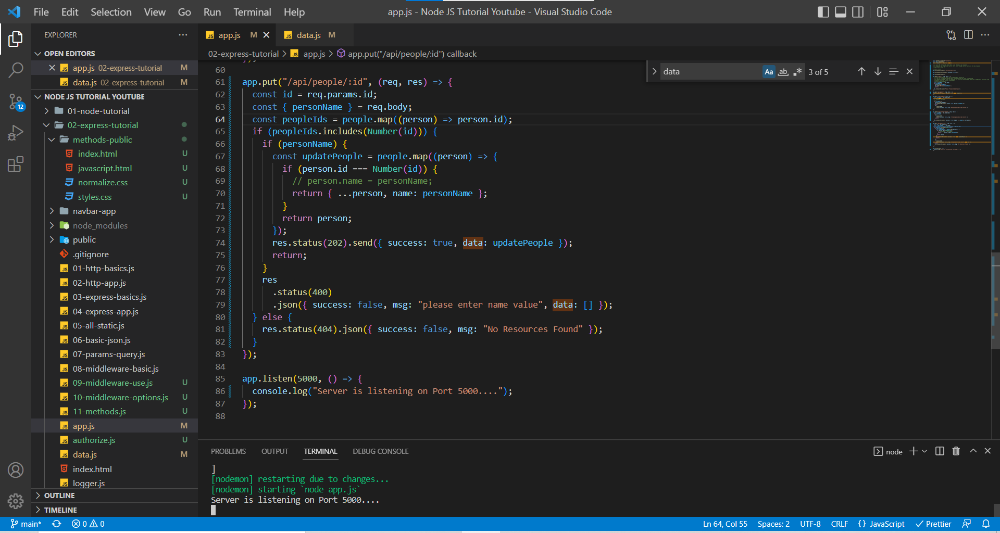 File Edit Selection View Go Run Terminal Help
app.js - Node JS Tutorial Youtube - Visual Studio Code
EXPLORER
OPEN EDITORS
app.js 02-express-tutorial M
data.js 02-express-tutorial M
NODE JS TUTORIAL YOUTUBE
01-node-tutorial
02-express-tutorial
methods-public
index.html U
javascript.html U
normalize.css U
styles.css U
navbar-app
node_modules
public
.gitignore
01-http-basics.js
02-http-app.js
03-express-basics.js
04-express-app.js
05-all-static.js
06-basic-json.js
07-params-query.js
08-middleware-basic.js
09-middleware-use.js U
10-middleware-options.js U
11-methods.js U
app.js M
authorize.js U
data.js M
index.html
logger.js
OUTLINE
TIMELINE
12
app.js M
data.js M
02-express-tutorial > app.js > app.put("/api/people/:id") callback
data Aa ab 3 of 5
60
61 app.put("/api/people/:id", (req, res) => {
62 const id = req.params.id;
63 const { personName } = req.body;
64 const peopleIds = people.map((person) => person.id);
65 if (peopleIds.includes(Number(id))) {
66 if (personName) {
67 const updatePeople = people.map((person) => {
68 if (person.id === Number(id)) {
69 // person.name = personName;
70 return { ...person, name: personName };
71 }
72 return person;
73 });
74 res.status(202).send({ success: true, data: updatePeople });
75 return;
76 }
77 res
78 .status(400)
79 .json({ success: false, msg: "please enter name value", data: [] });
80 } else {
81 res.status(404).json({ success: false, msg: "No Resources Found" });
82 }
83 });
84
85 app.listen(5000, () => {
86 console.log("Server is listening on Port 5000....");
87 });
88
PROBLEMS OUTPUT TERMINAL DEBUG CONSOLE
node
]
[nodemon] restarting due to changes...
[nodemon] starting `node app.js`
Server is listening on Port 5000....
main* 0 0
Ln 64, Col 55 Spaces: 2 UTF-8 CRLF {} JavaScript Prettier